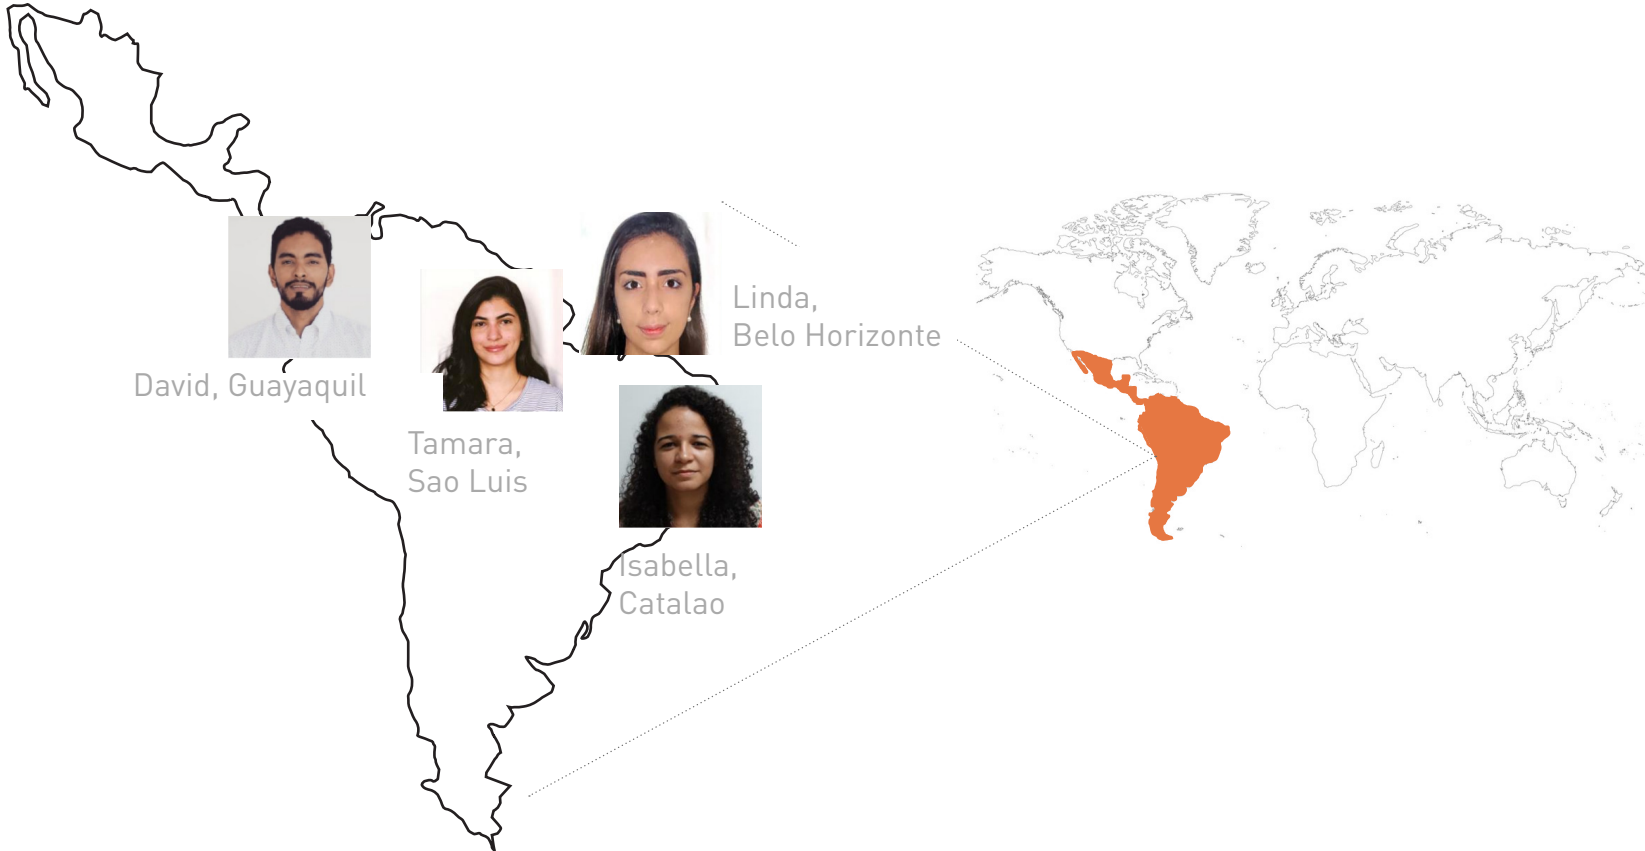 Linda,
Belo Horizonte
David, Guayaquil
Tamara,
Sao Luis
Isabella,
Catalao